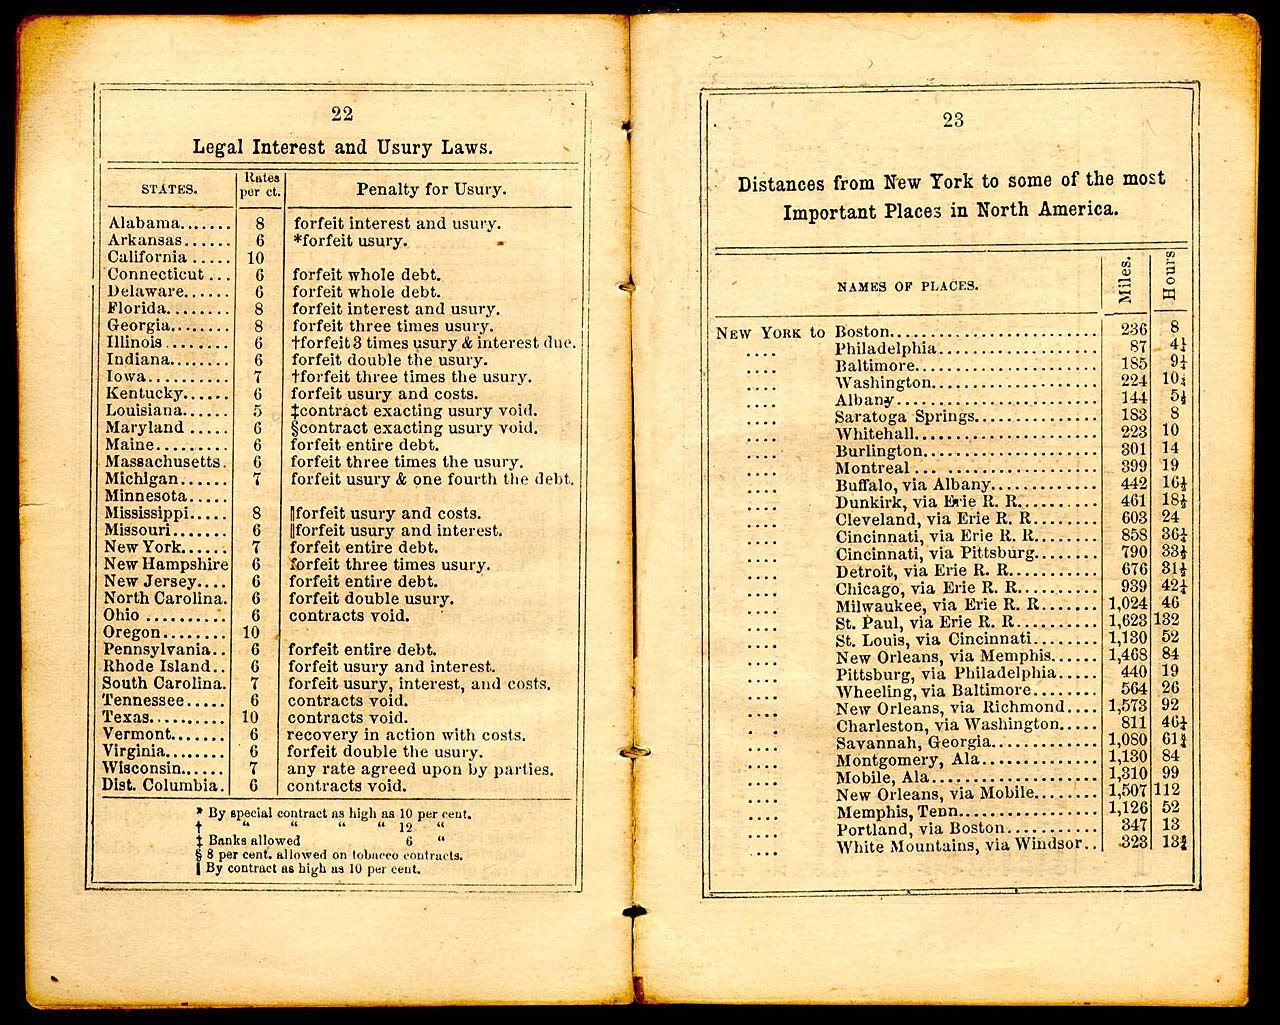 22
Legal Interest and Usury Laws.
STATES. Rates per ct. Penalty for Usury.
Alabama....... 8 forfeit interest and usury.
Arkansas...... 6 *forfeit usury.
California ..... 10
Connecticut ... 6 forfeit whole debt.
Delaware...... 6 forfeit whole debt.
Florida........ 8 forfeit interest and usury.
Georgia........ 8 forfeit three times usury.
Illinois ........ 6 †forfeit 3 times usury & interest due.
Indiana........ 6 forfeit double the usury.
Iowa.......... 7 †forfeit three times the usury.
Kentucky...... 6 forfeit usury and costs.
Louisiana...... 5 ‡contract exacting usury void.
Maryland ..... 6 §contract exacting usury void.
Maine......... 6 forfeit entire debt.
Massachusetts. 6 forfeit three times the usury.
Michigan...... 7 forfeit usury & one fourth the debt.
Minnesota.....
Mississippi..... 8 ‖forfeit usury and costs.
Missouri....... 6 ‖forfeit usury and interest.
New York...... 7 forfeit entire debt.
New Hampshire 6 forfeit three times usury.
New Jersey.... 6 forfeit entire debt.
North Carolina. 6 forfeit double usury.
Ohio .......... 6 contracts void.
Oregon........ 10
Pennsylvania.. 6 forfeit entire debt.
Rhode Island.. 6 forfeit usury and interest.
South Carolina. 7 forfeit usury, interest, and costs.
Tennessee..... 6 contracts void.
Texas.......... 10 contracts void.
Vermont....... 6 recovery in action with costs.
Virginia........ 6 forfeit double the usury.
Wisconsin...... 7 any rate agreed upon by parties.
Dist. Columbia. 6 contracts void.
* By special contract as high as 10 per cent.
† " " " " 12 "
‡ Banks allowed 6 "
§ 8 per cent. allowed on tobacco contracts.
‖ By contract as high as 10 per cent.
23
Distances from New York to some of the most
Important Places in North America.
NAMES OF PLACES. Miles. Hours
NEW YORK to Boston.......................... 236 8
.... Philadelphia.................... 87 4¼
.... Baltimore....................... 185 9¼
.... Washington..................... 224 10¼
.... Albany.......................... 144 5½
.... Saratoga Springs............... 183 8
.... Whitehall....................... 223 10
.... Burlington...................... 301 14
.... Montreal ... .................. 399 19
.... Buffalo, via Albany............. 442 16½
.... Dunkirk, via Erie R. R.......... 461 18½
.... Cleveland, via Erie R. R........ 603 24
.... Cincinnati, via Erie R. R....... 858 36¼
.... Cincinnati, via Pittsburg........ 790 33½
.... Detroit, via Erie R. R........... 676 31½
.... Chicago, via Erie R. R.......... 939 42¼
.... Milwaukee, via Erie R. R....... 1,024 46
.... St. Paul, via Erie R. R.......... 1,623 132
.... St. Louis, via Cincinnati........ 1,130 52
.... New Orleans, via Memphis...... 1,468 84
.... Pittsburg, via Philadelphia..... 440 19
.... Wheeling, via Baltimore........ 564 26
.... New Orleans, via Richmond.... 1,573 92
.... Charleston, via Washington..... 811 46¼
.... Savannah, Georgia............. 1,080 61¾
.... Montgomery, Ala.............. 1,130 84
.... Mobile, Ala.................... 1,310 99
.... New Orleans, via Mobile........ 1,507 112
.... Memphis, Tenn................. 1,126 52
.... Portland, via Boston........... 347 13
.... White Mountains, via Windsor.. 323 13¾